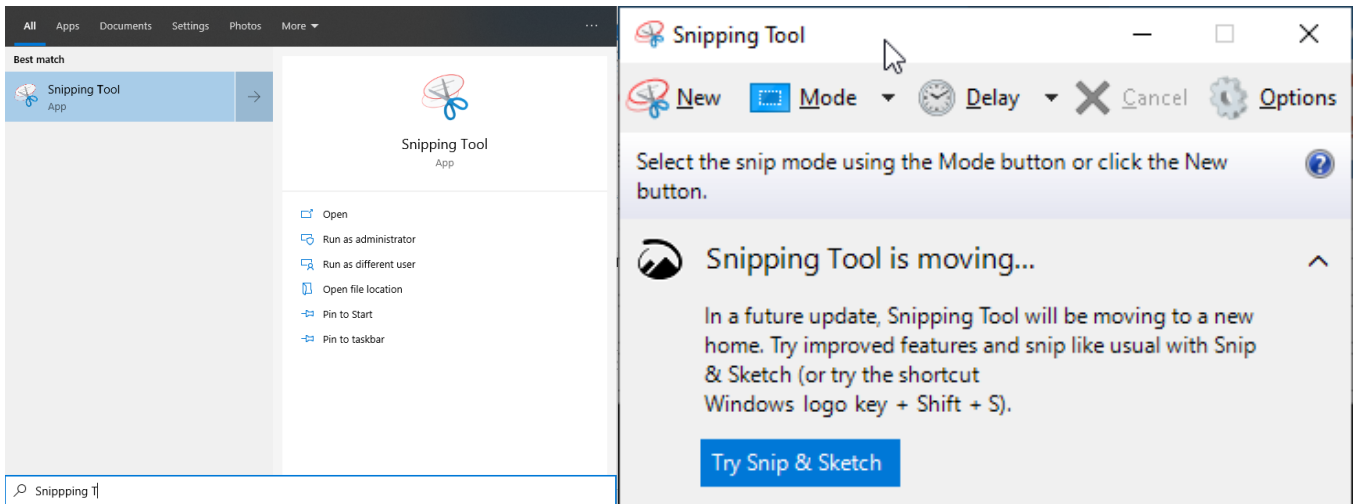 All Apps Documents Settings Photos More
Best match
Snipping Tool
App
Snipping Tool
App
Open
Run as administrator
Run as different user
Open file location
Pin to Start
Pin to taskbar
Snippping T
Snipping Tool
New Mode Delay Cancel Options
Select the snip mode using the Mode button or click the New
button.
Snipping Tool is moving...
In a future update, Snipping Tool will be moving to a new
home. Try improved features and snip like usual with Snip
& Sketch (or try the shortcut
Windows logo key + Shift + S).
Try Snip & Sketch